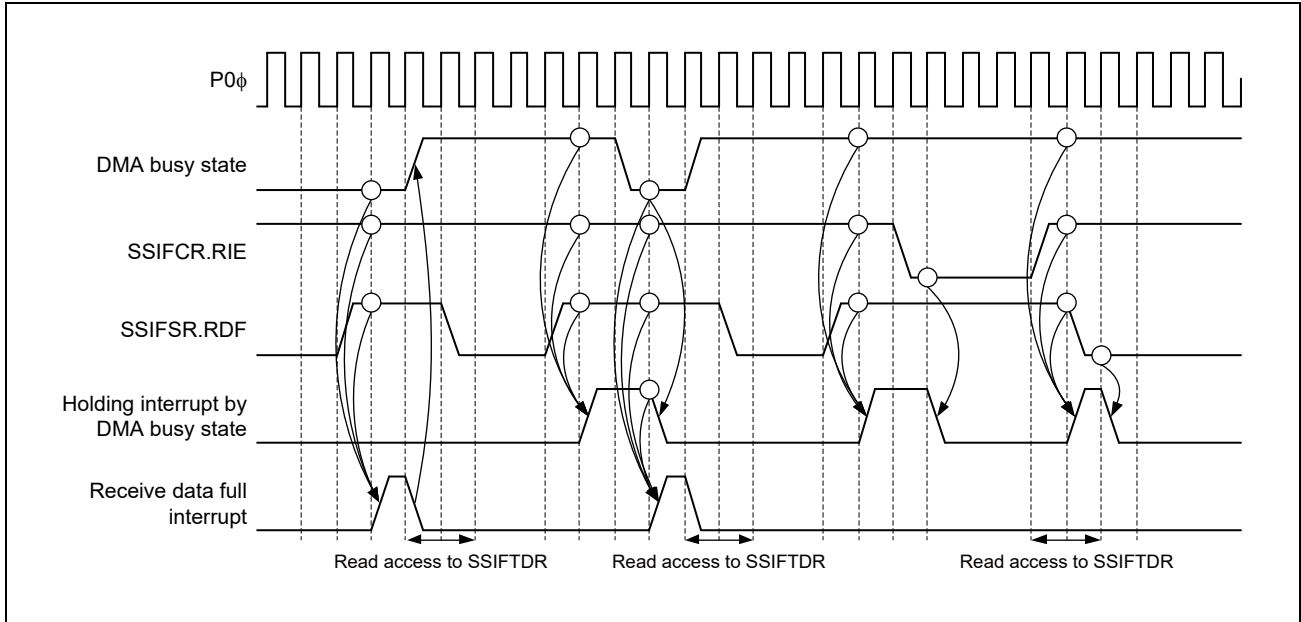 P0ϕ
DMA busy state
SSIFCR.RIE
SSIFSR.RDF
Holding interrupt by
DMA busy state
Receive data full
interrupt
Read access to SSIFTDR
Read access to SSIFTDR
Read access to SSIFTDR